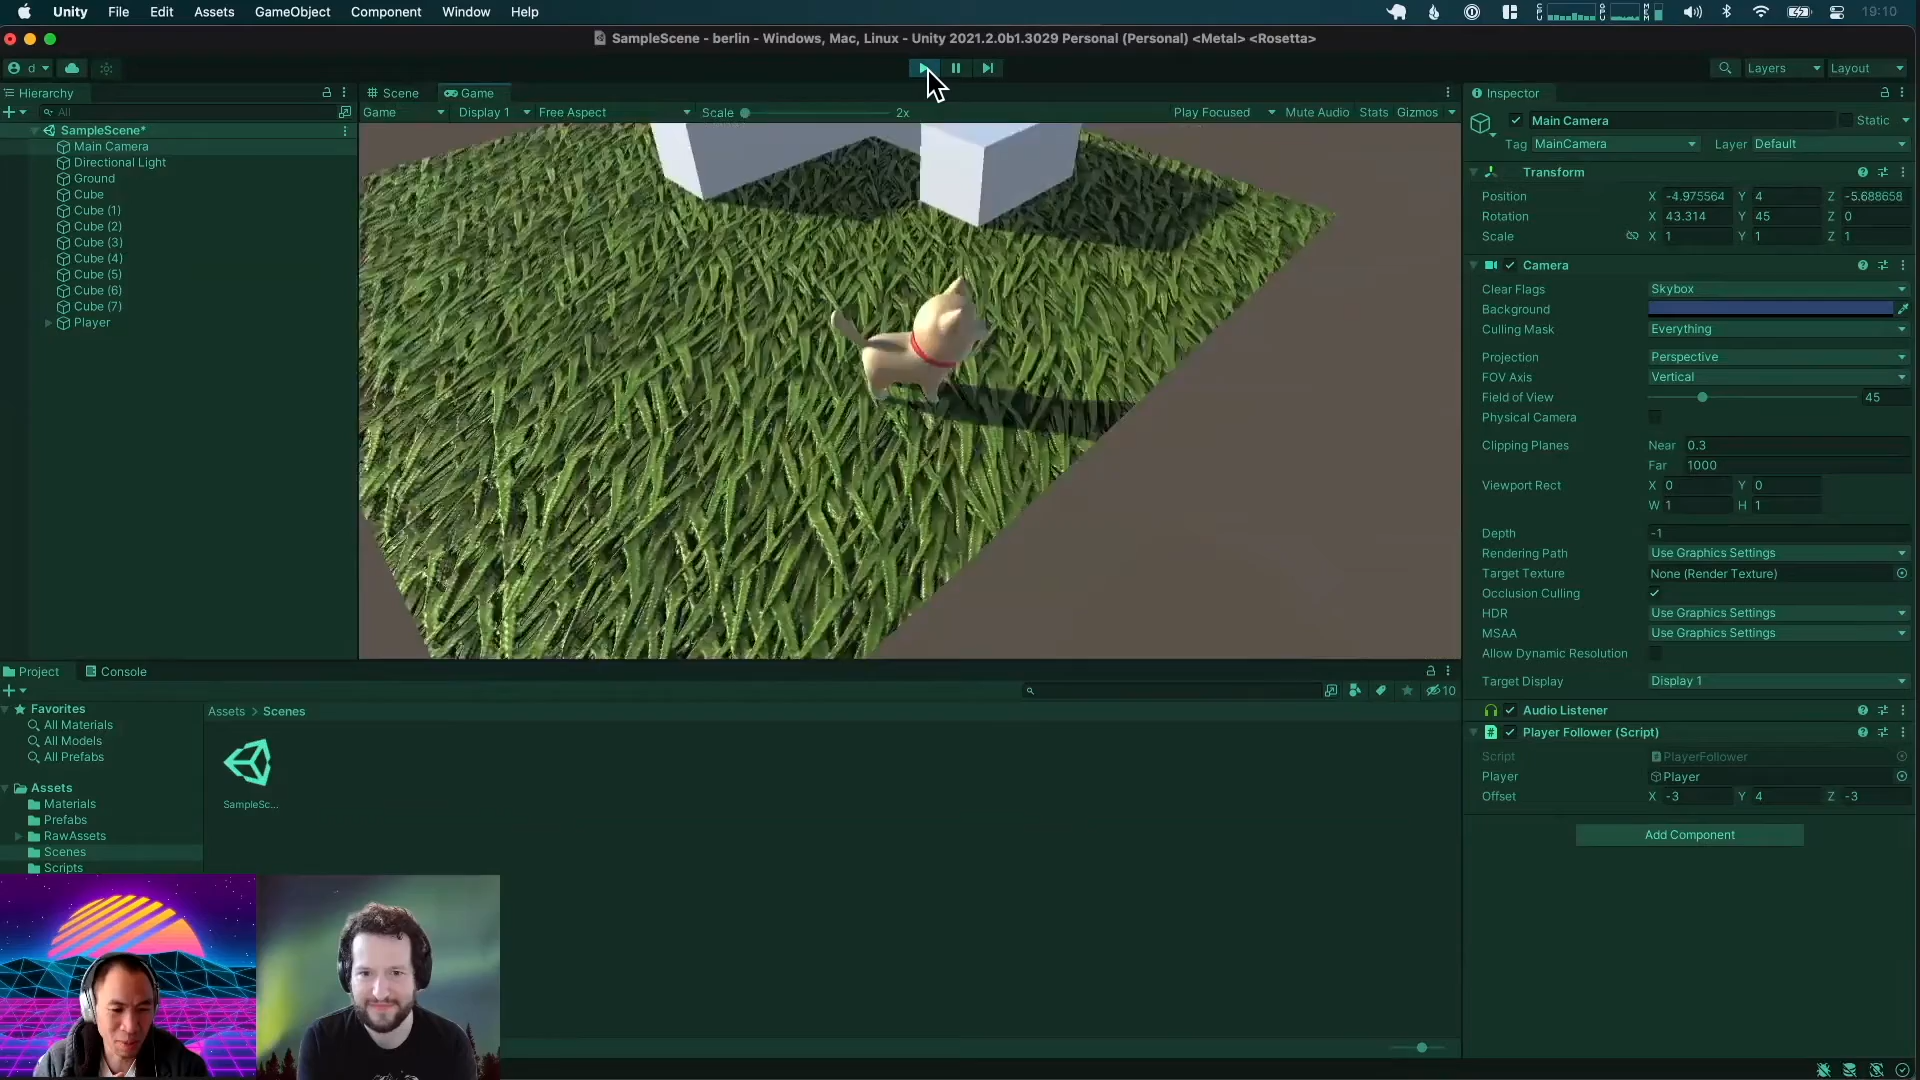 Unity File Edit Assets GameObject Component Window Help 19:10
SampleScene - berlin - Windows, Mac, Linux - Unity 2021.2.0b1.3029 Personal (Personal) <Metal> <Rosetta>
d Layers Layout
Hierarchy
All
SampleScene*
Main Camera
Directional Light
Ground
Cube
Cube (1)
Cube (2)
Cube (3)
Cube (4)
Cube (5)
Cube (6)
Cube (7)
Player
Scene Game
Game Display 1 Free Aspect Scale 2x Play Focused Mute Audio Stats Gizmos
Inspector
Main Camera Static
Tag MainCamera Layer Default
Transform
Position X -4.975564 Y 4 Z -5.688658
Rotation X 43.314 Y 45 Z 0
Scale X 1 Y 1 Z 1
Camera
Clear Flags Skybox
Background
Culling Mask Everything
Projection Perspective
FOV Axis Vertical
Field of View 45
Physical Camera
Clipping Planes Near 0.3
Far 1000
Viewport Rect X 0 Y 0
W 1 H 1
Depth -1
Rendering Path Use Graphics Settings
Target Texture None (Render Texture)
Occlusion Culling
HDR Use Graphics Settings
MSAA Use Graphics Settings
Allow Dynamic Resolution
Target Display Display 1
Audio Listener
# Player Follower (Script)
Script PlayerFollower
Player Player
Offset X -3 Y 4 Z -3
Add Component
Project Console
10
Favorites
All Materials
All Models
All Prefabs
Assets
Materials
Prefabs
RawAssets
Scenes
Scripts
Assets > Scenes
SampleSc...